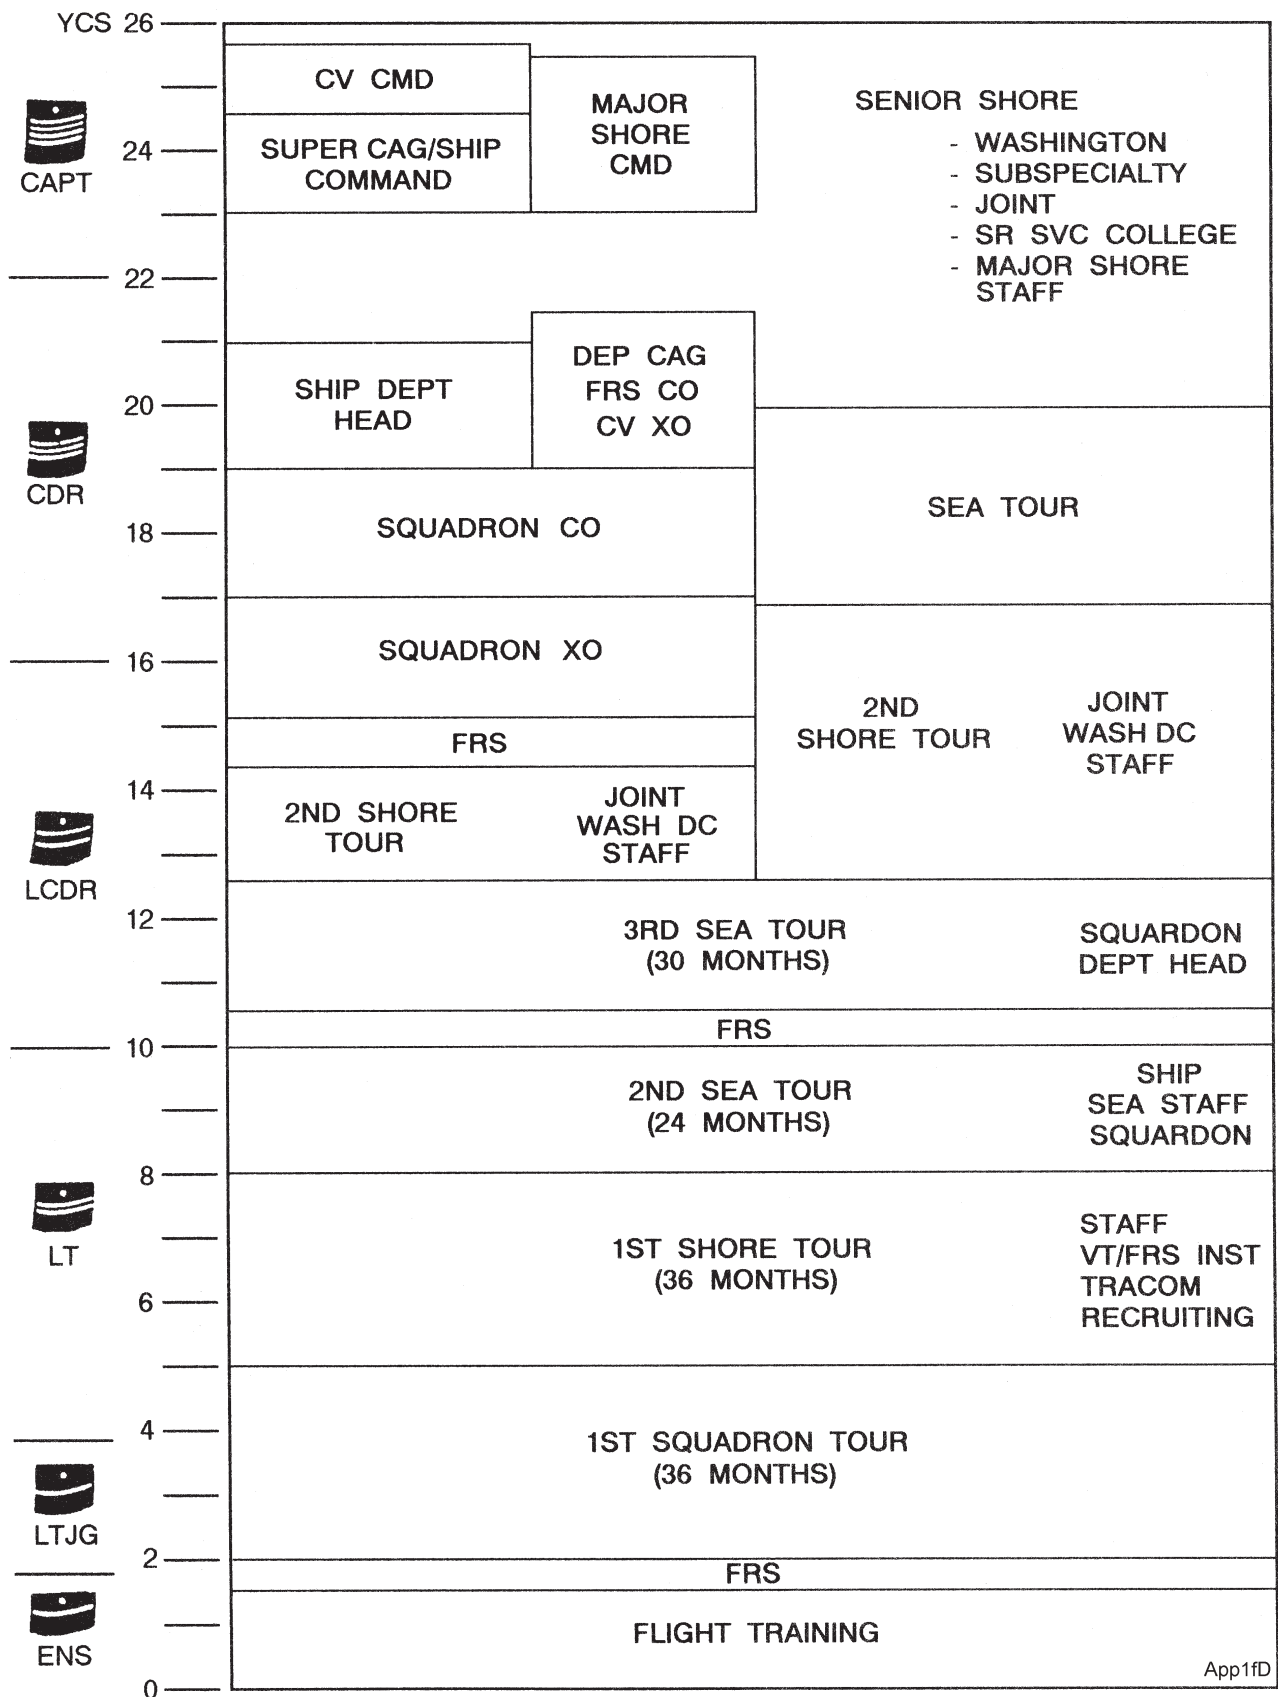 YCS 26
CV CMD
MAJOR
SHORE
CMD
SENIOR SHORE
- WASHINGTON
- SUBSPECIALTY
- JOINT
- SR SVC COLLEGE
- MAJOR SHORE
STAFF
24
SUPER CAG/SHIP
COMMAND
CAPT
22
DEP CAG
FRS CO
CV XO
SHIP DEPT
HEAD
20
CDR
SQUADRON CO
SEA TOUR
18
SQUADRON XO
16
2ND
SHORE TOUR
JOINT
WASH DC
STAFF
FRS
14
2ND SHORE
TOUR
JOINT
WASH DC
STAFF
LCDR
12
3RD SEA TOUR
(30 MONTHS)
SQUARDON
DEPT HEAD
FRS
10
2ND SEA TOUR
(24 MONTHS)
SHIP
SEA STAFF
SQUARDON
8
LT
1ST SHORE TOUR
(36 MONTHS)
STAFF
VT/FRS INST
TRACOM
RECRUITING
6
4
1ST SQUADRON TOUR
(36 MONTHS)
LTJG
2
FRS
ENS
FLIGHT TRAINING
0
App1fD